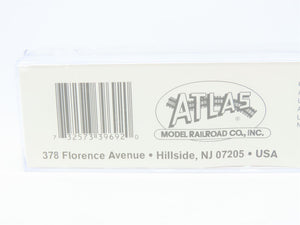 ATLAS
®
MODEL RAILROAD CO., INC.
7 32573 39692 0
378 Florence Avenue • Hillside, NJ 07205 • USA